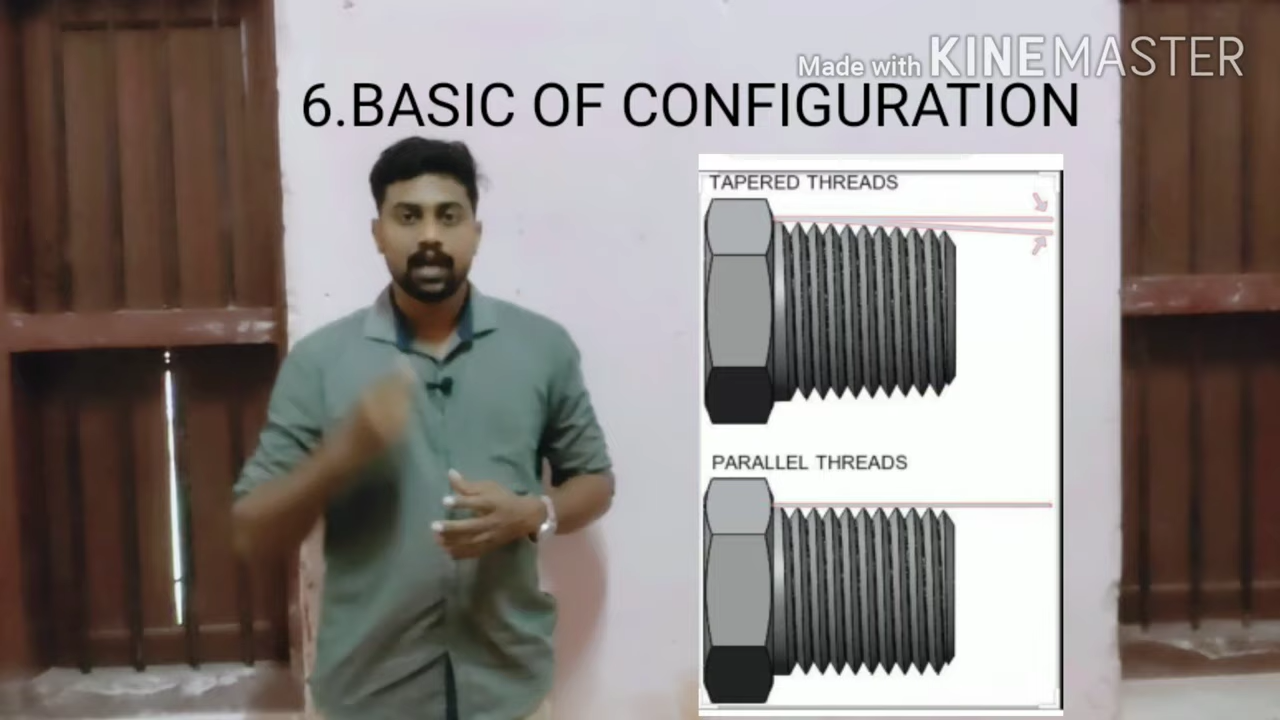 Made with KINEMASTER
6.BASIC OF CONFIGURATION
TAPERED THREADS
PARALLEL THREADS